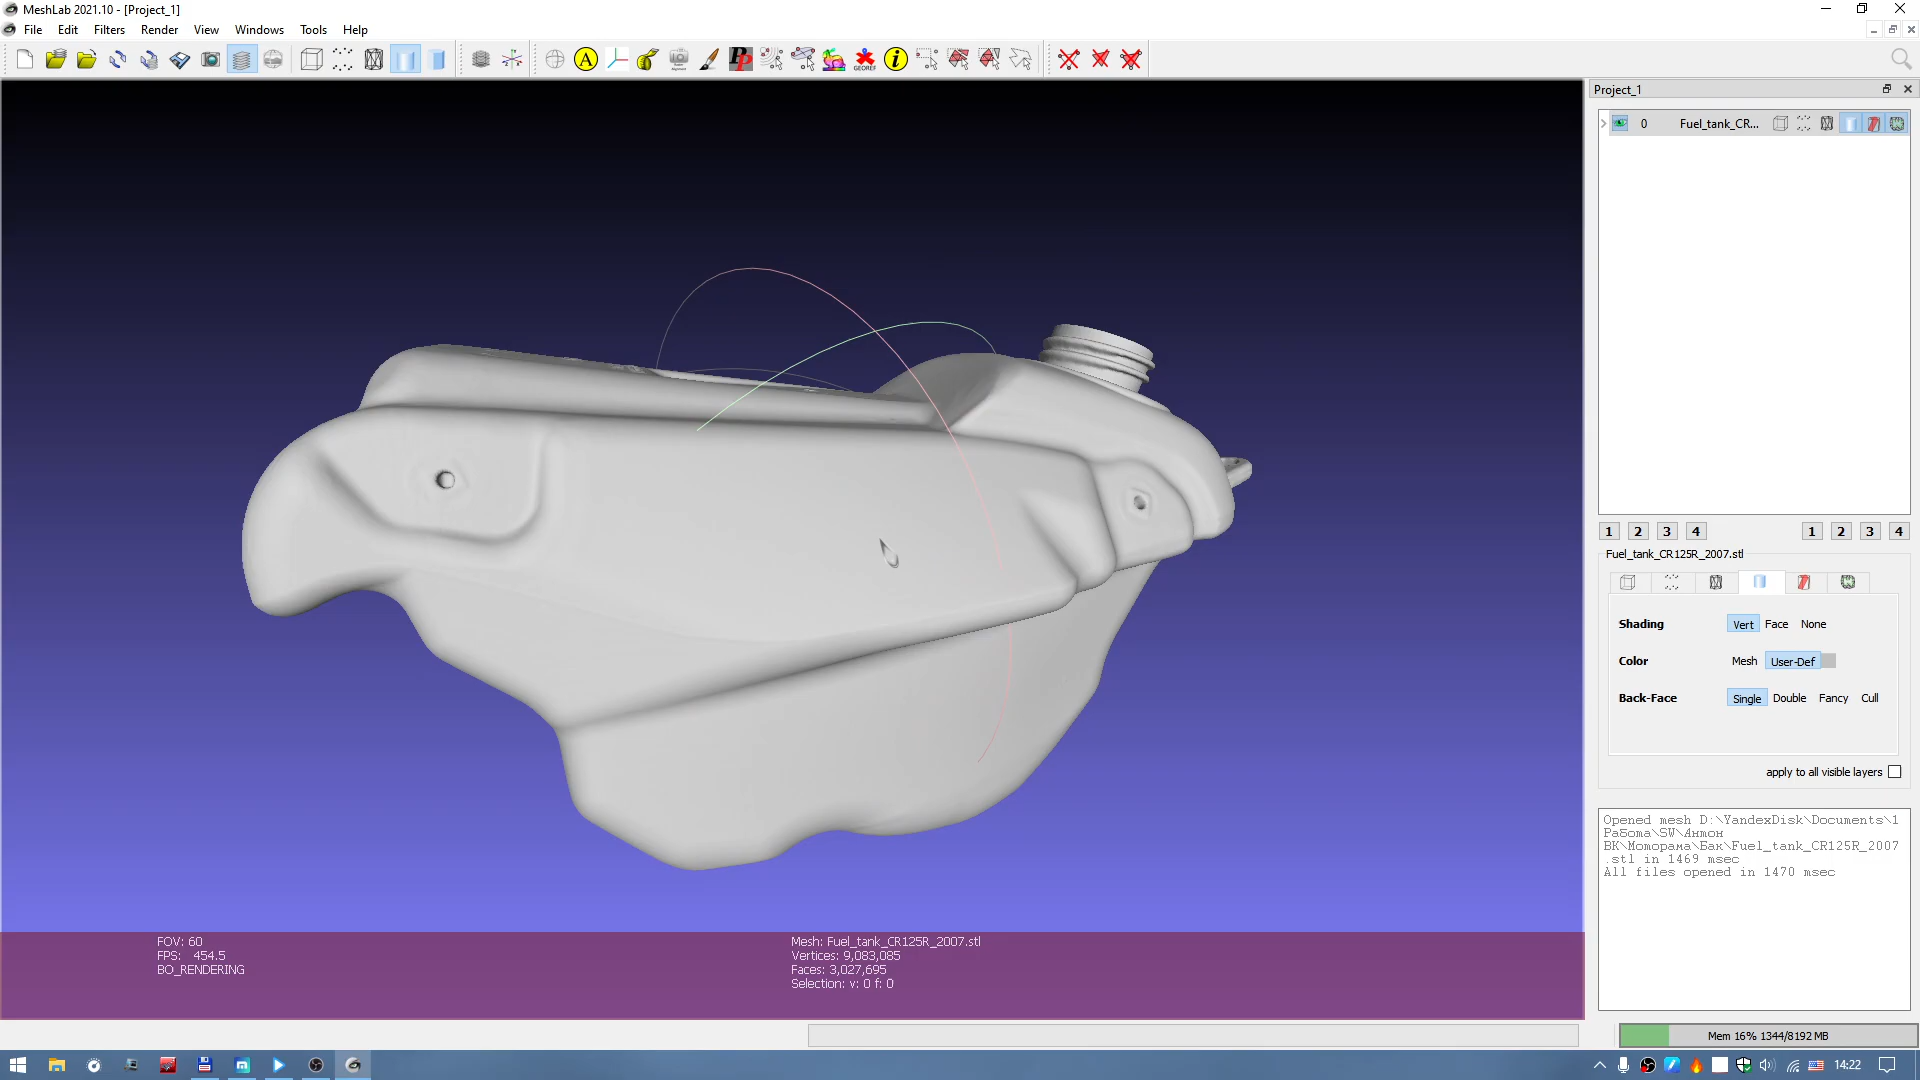 MeshLab 2021.10 - [Project_1]
File Edit Filters Render View Windows Tools Help
A
PP
GEOREF
i
Project_1
0 Fuel_tank_CR...
1 2 3 4 1 2 3 4
Fuel_tank_CR125R_2007.stl
Shading Vert Face None
Color Mesh User-Def
Back-Face Single Double Fancy Cull
apply to all visible layers
Opened mesh D:\YandexDisk\Documents\1
Работа\SW\Антон
ВК\Моторама\Бак\Fuel_tank_CR125R_2007
.stl in 1469 msec
All files opened in 1470 msec
FOV: 60
FPS: 454.5
BO_RENDERING
Mesh: Fuel_tank_CR125R_2007.stl
Vertices: 9,083,085
Faces: 3,027,695
Selection: v: 0 f: 0
Mem 16% 1344/8192 MB
14:22